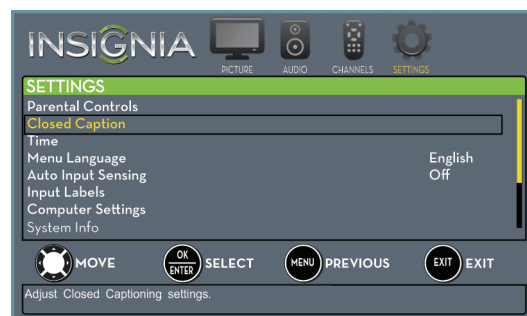 INSIGNIA
PICTURE AUDIO CHANNELS SETTINGS
SETTINGS
Parental Controls
Closed Caption
Time
Menu Language English
Auto Input Sensing Off
Input Labels
Computer Settings
System Info
MOVE OK ENTER SELECT MENU PREVIOUS EXIT EXIT
Adjust Closed Captioning settings.